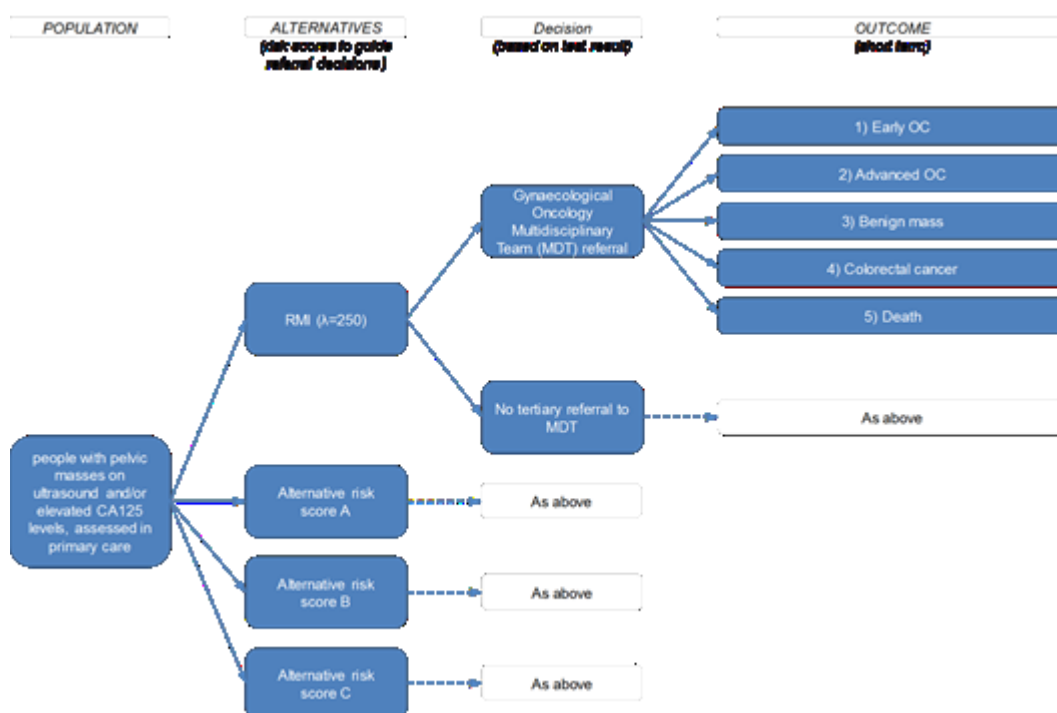 POPULATION
ALTERNATIVES
(risk scores to guide
referral decisions)
Decision
(based on test result)
OUTCOME
(short term)
1) Early OC
2) Advanced OC
3) Benign mass
4) Colorectal cancer
5) Death
Gynaecological
Oncology
Multidisciplinary
Team (MDT) referral
RMI (λ=250)
No tertiary referral to
MDT
As above
people with pelvic
masses on
ultrasound and/or
elevated CA125
levels, assessed in
primary care
Alternative risk
score A
As above
Alternative risk
score B
As above
Alternative risk
score C
As above